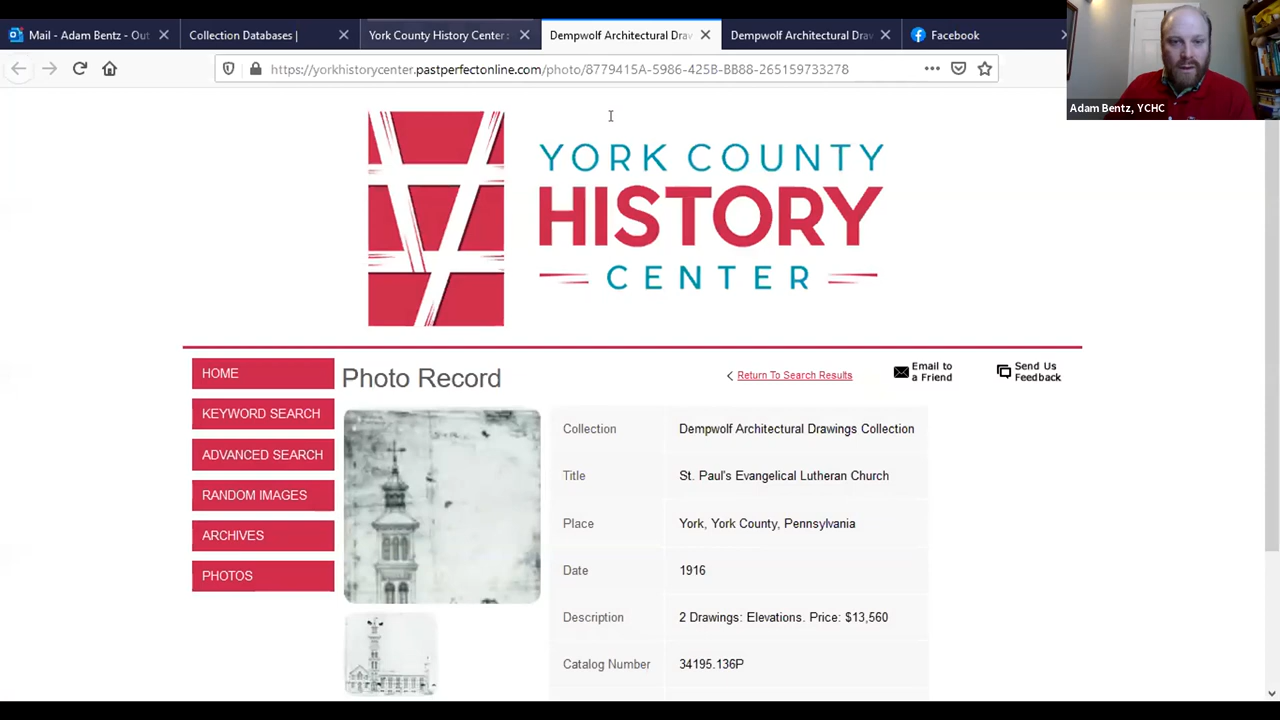 Mail - Adam Bentz - Out
Collection Databases |
York County History Center :
Dempwolf Architectural Drav
Dempwolf Architectural Drav
Facebook
https://yorkhistorycenter.pastperfectonline.com/photo/8779415A-5986-425B-BB88-265159733278
Adam Bentz, YCHC
YORK COUNTY
HISTORY
CENTER
HOME
KEYWORD SEARCH
ADVANCED SEARCH
RANDOM IMAGES
ARCHIVES
PHOTOS
Photo Record
Return To Search Results
Email to
a Friend
Send Us
Feedback
Collection Dempwolf Architectural Drawings Collection
Title St. Paul's Evangelical Lutheran Church
Place York, York County, Pennsylvania
Date 1916
Description 2 Drawings: Elevations. Price: $13,560
Catalog Number 34195.136P